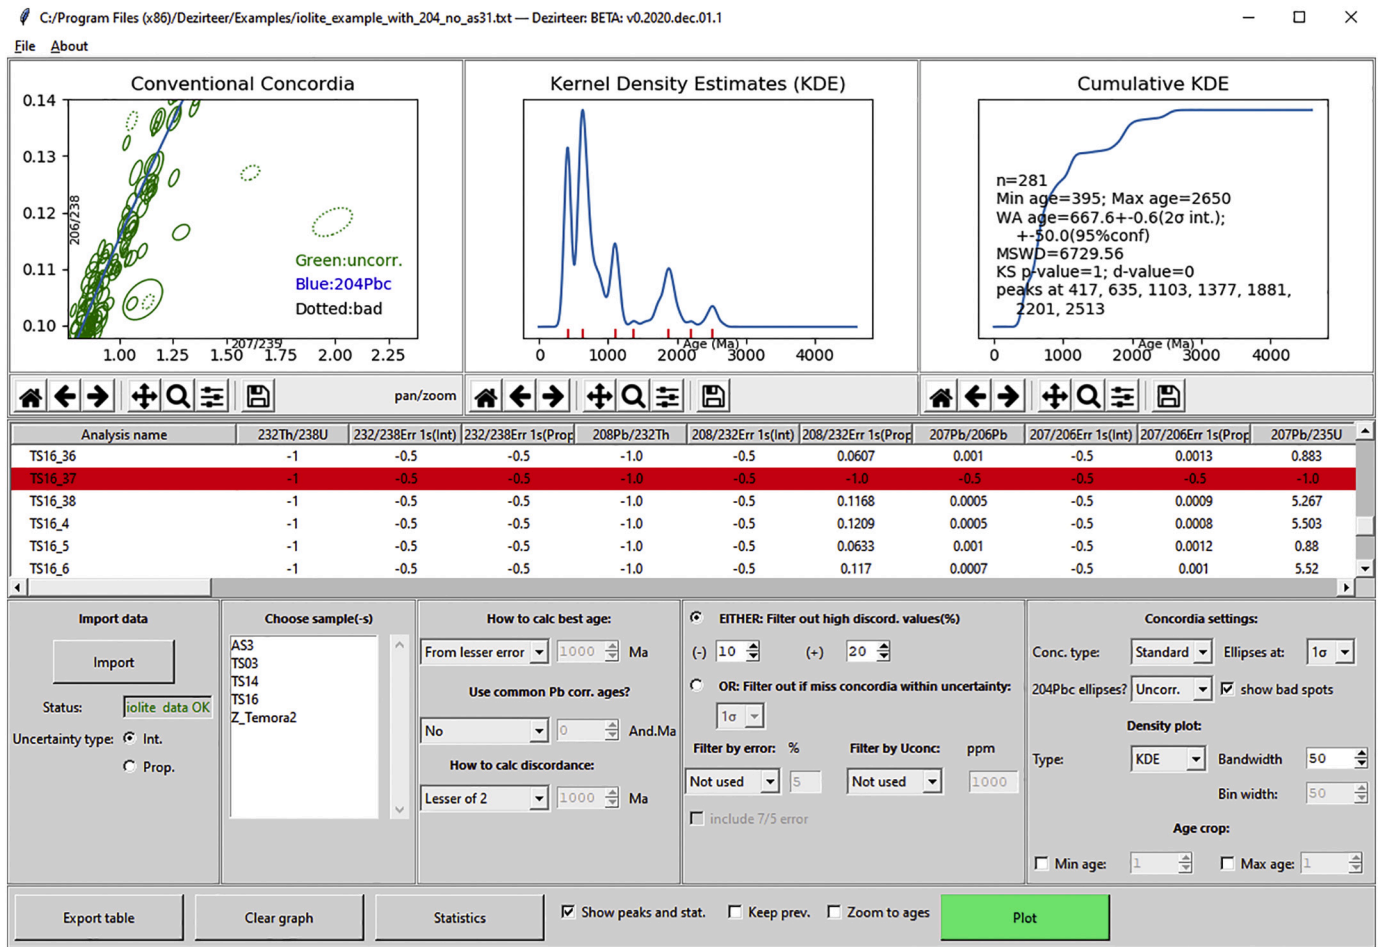 C:/Program Files (x86)/Dezirteer/Examples/iolite_example_with_204_no_as31.txt — Dezirteer: BETA: v0.2020.dec.01.1
File About
Conventional Concordia
0.14
0.13
0.12
0.11
0.10
206/238
Green:uncorr.
Blue:204Pbc
Dotted:bad
1.00 1.25 1.50 1.75 2.00 2.25
207/239
Kernel Density Estimates (KDE)
0 1000 2000 3000 4000
Age (Ma)
Cumulative KDE
n=281
Min age=395; Max age=2650
WA age=667.6+-0.6(2σ int.);
+-50.0(95%conf)
MSWD=6729.56
KS p-value=1; d-value=0
peaks at 417, 635, 1103, 1377, 1881,
2201, 2513
0 1000 2000 3000 4000
Age (Ma)
pan/zoom
Analysis name 232Th/238U 232/238Err 1s(Int) 232/238Err 1s(Prop 208Pb/232Th 208/232Err 1s(Int) 208/232Err 1s(Prop 207Pb/206Pb 207/206Err 1s(Int) 207/206Err 1s(Prop 207Pb/235U
TS16_36 -1 -0.5 -0.5 -1.0 -0.5 0.0607 0.001 -0.5 0.0013 0.883
TS16_37 -1 -0.5 -0.5 -1.0 -0.5 -1.0 -0.5 -0.5 -0.5 -1.0
TS16_38 -1 -0.5 -0.5 -1.0 -0.5 0.1168 0.0005 -0.5 0.0009 5.267
TS16_4 -1 -0.5 -0.5 -1.0 -0.5 0.1209 0.0005 -0.5 0.0008 5.503
TS16_5 -1 -0.5 -0.5 -1.0 -0.5 0.0633 0.001 -0.5 0.0012 0.88
TS16_6 -1 -0.5 -0.5 -1.0 -0.5 0.117 0.0007 -0.5 0.001 5.52
Import data
Import
Status: iolite data OK
Uncertainty type: Int.
Prop.
Choose sample(-s)
AS3
TS03
TS14
TS16
Z_Temora2
How to calc best age:
From lesser error 1000 Ma
Use common Pb corr. ages?
No 0 And.Ma
How to calc discordance:
Lesser of 2 1000 Ma
EITHER: Filter out high discord. values(%)
(-) 10 (+) 20
OR: Filter out if miss concordia within uncertainty:
1σ
Filter by error: % Filter by Uconc: ppm
Not used 5 Not used 1000
include 7/5 error
Concordia settings:
Conc. type: Standard Ellipses at: 1σ
204Pbc ellipses? Uncorr. show bad spots
Density plot:
Type: KDE Bandwidth 50
Bin width: 50
Age crop:
Min age: 1 Max age: 1
Export table Clear graph Statistics Show peaks and stat. Keep prev. Zoom to ages Plot